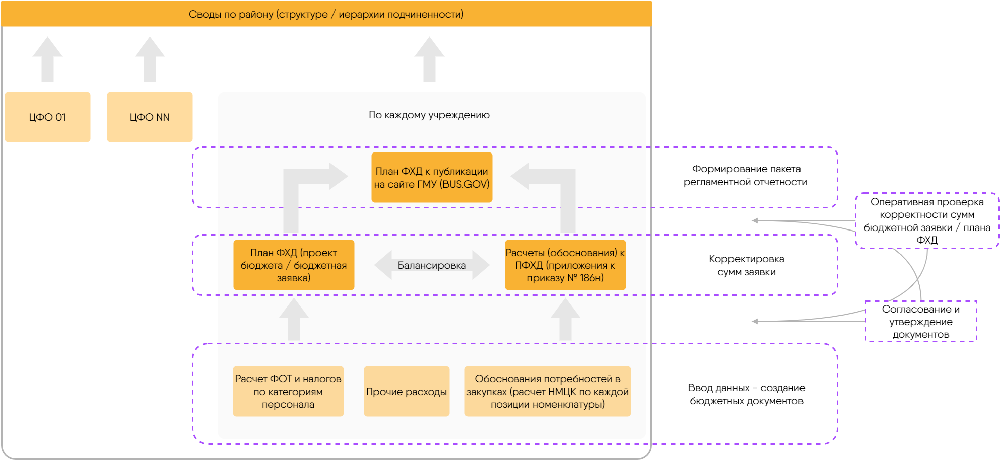 Своды по району (структуре / иерархии подчиненности)
ЦФО 01
ЦФО NN
По каждому учреждению
План ФХД к публикации
на сайте ГМУ (BUS.GOV)
Формирование пакета
регламентной отчетности
Оперативная проверка
корректности сумм
бюджетной заявки / плана
ФХД
План ФХД (проект
бюджета / бюджетная
заявка)
Балансировка
Расчеты (обоснования) к
ПФХД (приложения к
приказу № 186н)
Корректировка
сумм заявки
Согласование и
утверждение
документов
Расчет ФОТ и налогов
по категориям
персонала
Прочие расходы
Обоснования потребностей в
закупках (расчет НМЦК по каждой
позиции номенклатуры)
Ввод данных - создание
бюджетных документов